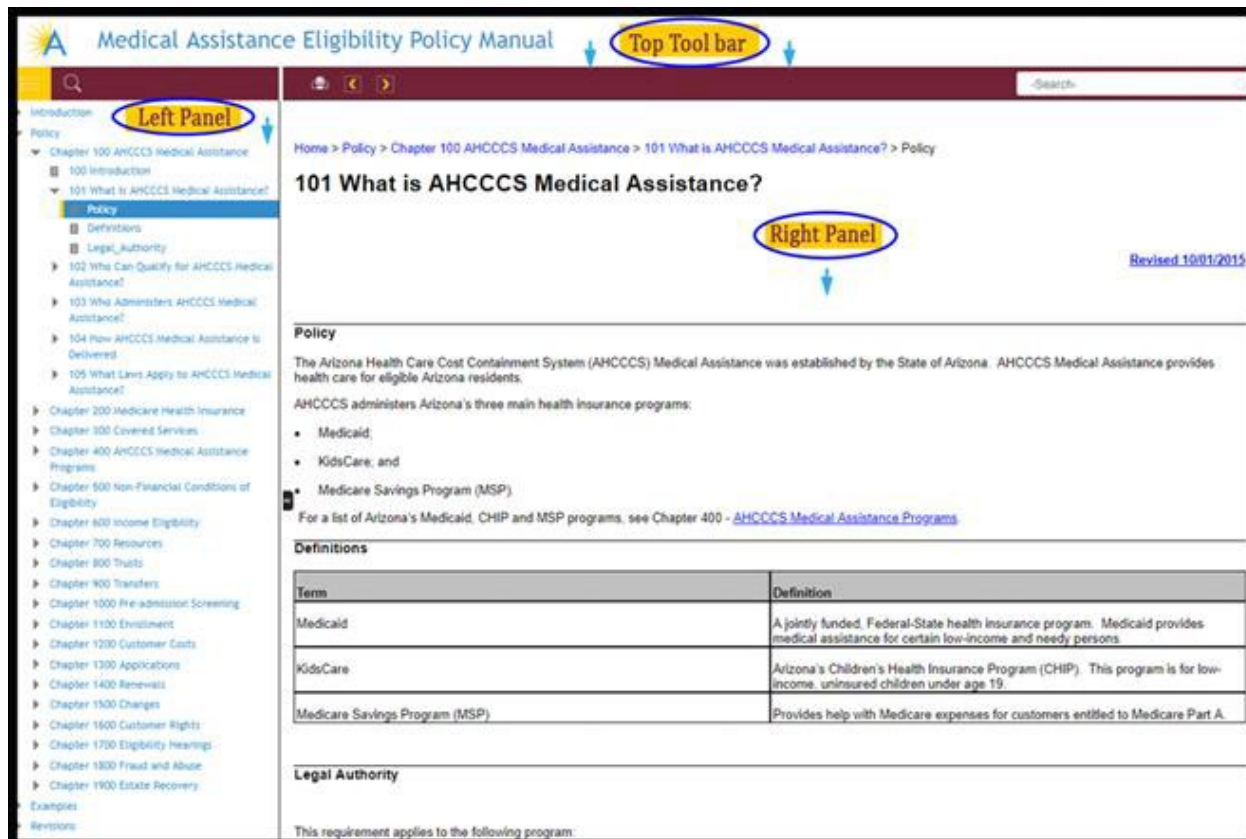 Medical Assistance Eligibility Policy Manual
Top Tool bar
-Search-
Left Panel
Introduction
Policy
Chapter 100 AHCCCS Medical Assistance
100 Introduction
101 What is AHCCCS Medical Assistance?
Policy
Definitions
Legal_Authority
102 Who Can Qualify for AHCCCS Medical
Assistance?
103 Who Administers AHCCCS Medical
Assistance?
104 How AHCCCS Medical Assistance is
Delivered
105 What Laws Apply to AHCCCS Medical
Assistance?
Chapter 200 Medicare Health Insurance
Chapter 300 Covered Services
Chapter 400 AHCCCS Medical Assistance
Programs
Chapter 500 Non-Financial Conditions of
Eligibility
Chapter 600 Income Eligibility
Chapter 700 Resources
Chapter 800 Trusts
Chapter 900 Transfers
Chapter 1000 Pre-admission Screening
Chapter 1100 Enrollment
Chapter 1200 Customer Costs
Chapter 1300 Applications
Chapter 1400 Renewals
Chapter 1500 Changes
Chapter 1600 Customer Rights
Chapter 1700 Eligibility Hearings
Chapter 1800 Fraud and Abuse
Chapter 1900 Estate Recovery
Examples
Revisions
Home > Policy > Chapter 100 AHCCCS Medical Assistance > 101 What is AHCCCS Medical Assistance? > Policy
101 What is AHCCCS Medical Assistance?
Right Panel
Revised 10/01/2015
Policy
The Arizona Health Care Cost Containment System (AHCCCS) Medical Assistance was established by the State of Arizona. AHCCCS Medical Assistance provides
health care for eligible Arizona residents.
AHCCCS administers Arizona's three main health insurance programs:
• Medicaid;
• KidsCare; and
• Medicare Savings Program (MSP)
For a list of Arizona's Medicaid, CHIP and MSP programs, see Chapter 400 - AHCCCS Medical Assistance Programs.
Definitions
Term Definition
Medicaid A jointly funded, Federal-State health insurance program. Medicaid provides
medical assistance for certain low-income and needy persons.
KidsCare Arizona's Children's Health Insurance Program (CHIP). This program is for low-
income, uninsured children under age 19.
Medicare Savings Program (MSP) Provides help with Medicare expenses for customers entitled to Medicare Part A.
Legal Authority
This requirement applies to the following program: